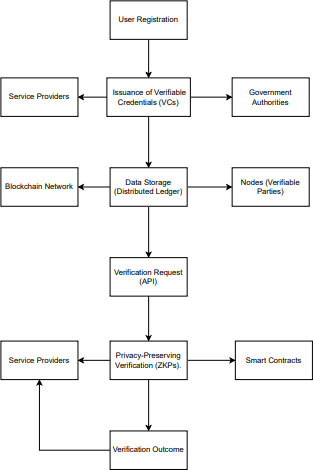 User Registration
Service Providers
Issuance of Verifiable
Credentials (VCs)
Government
Authorities
Blockchain Network
Data Storage
(Distributed Ledger)
Nodes (Verifiable
Parties)
Verification Request
(API)
Service Providers
Privacy-Preserving
Verification (ZKPs).
Smart Contracts
Verification Outcome